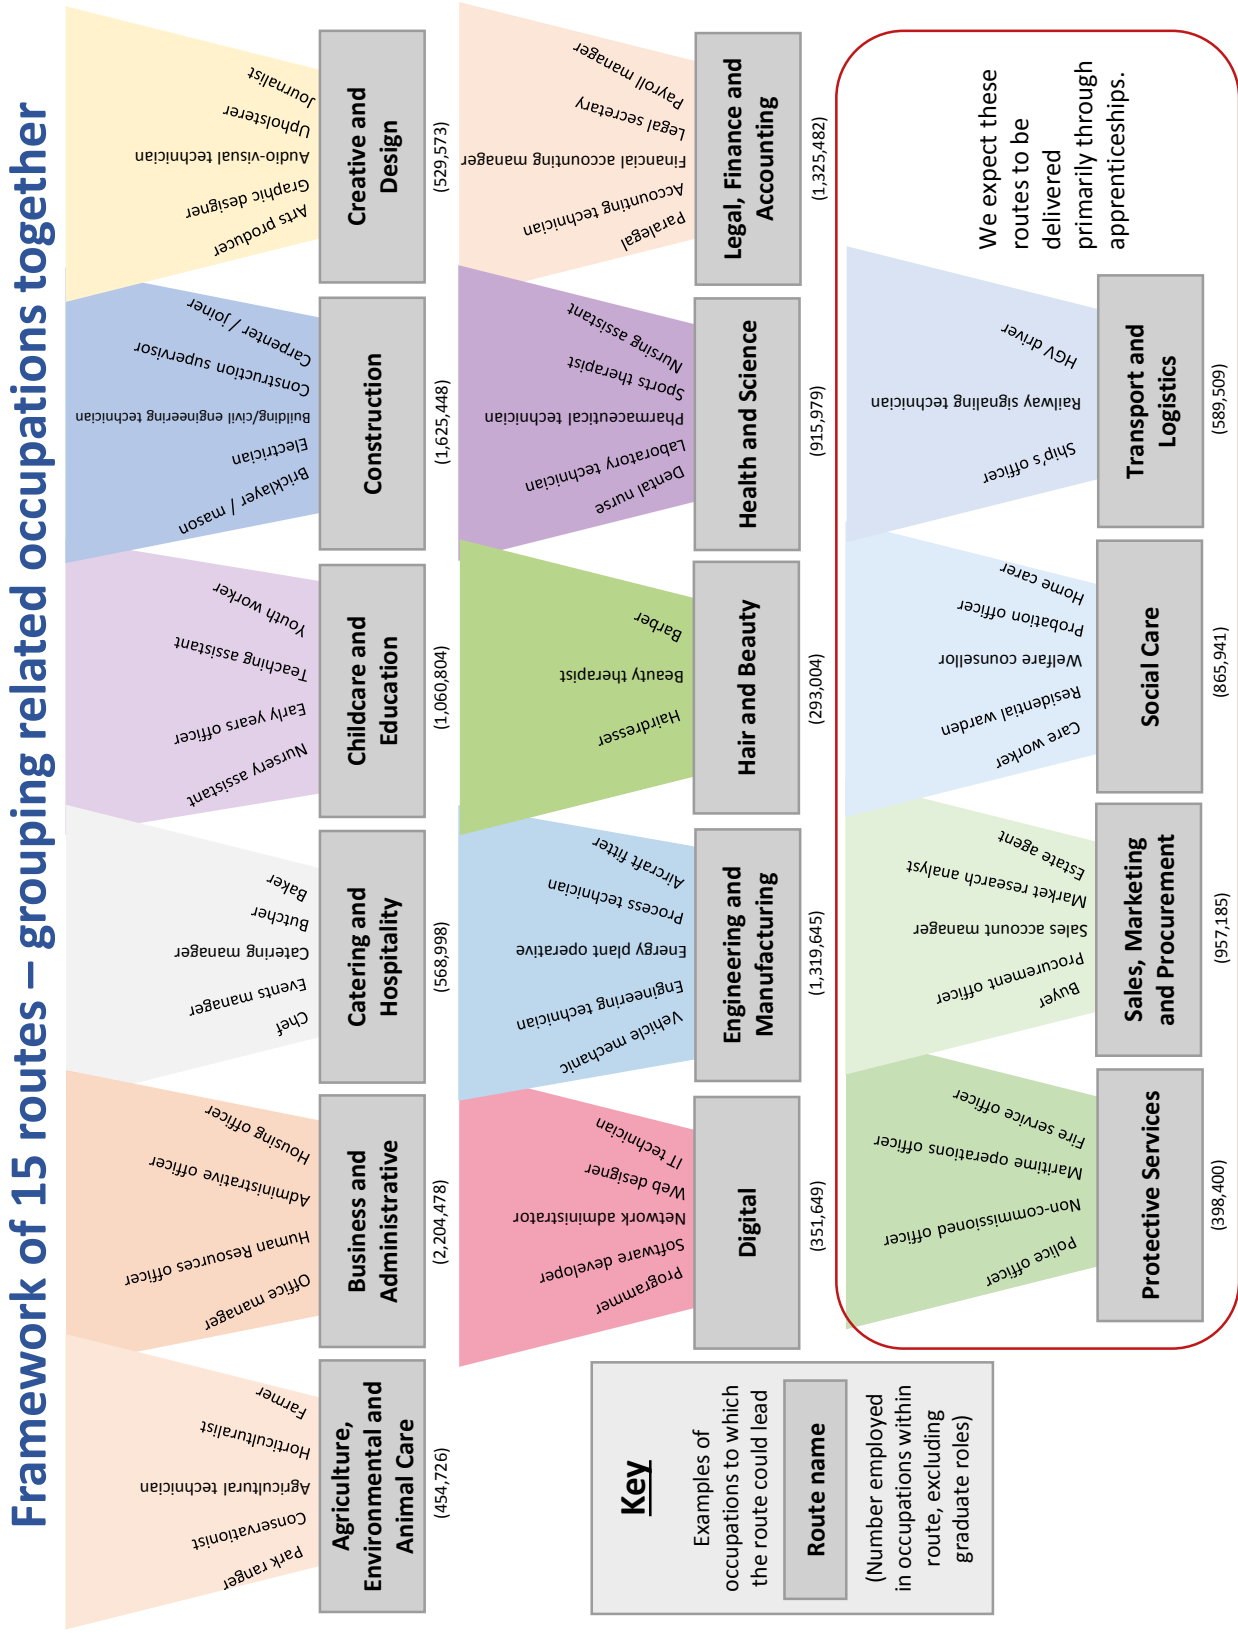 Framework of 15 routes – grouping related occupations together
Park ranger
Conservationist
Agricultural technician
Horticulturalist
Farmer
Agriculture,
Environmental and
Animal Care
(454,726)
Office manager
Human Resources officer
Administrative officer
Housing officer
Business and
Administrative
(2,204,478)
Chef
Events manager
Catering manager
Butcher
Baker
Catering and
Hospitality
(568,998)
Nursery assistant
Early years officer
Teaching assistant
Youth worker
Childcare and
Education
(1,060,804)
Bricklayer / mason
Electrician
Building/civil engineering technician
Construction supervisor
Carpenter / joiner
Construction
(1,625,448)
Arts producer
Graphic designer
Audio-visual technician
Upholsterer
Journalist
Creative and
Design
(529,573)
Programmer
Software developer
Network administrator
Web designer
IT technician
Digital
(351,649)
Vehicle mechanic
Engineering technician
Energy plant operative
Process technician
Aircraft fitter
Engineering and
Manufacturing
(1,319,645)
Hairdresser
Beauty therapist
Barber
Hair and Beauty
(293,004)
Dental nurse
Laboratory technician
Pharmaceutical technician
Sports therapist
Nursing assistant
Health and Science
(915,979)
Paralegal
Accounting technician
Financial accounting manager
Legal secretary
Payroll manager
Legal, Finance and
Accounting
(1,325,482)
Key
Examples of
occupations to which
the route could lead
Route name
(Number employed
in occupations within
route, excluding
graduate roles)
Police officer
Non-commissioned officer
Maritime operations officer
Fire service officer
Protective Services
(398,400)
Buyer
Procurement officer
Sales account manager
Market research analyst
Estate agent
Sales, Marketing
and Procurement
(957,185)
Care worker
Residential warden
Welfare counsellor
Probation officer
Home carer
Social Care
(865,941)
Ship's officer
Railway signaling technician
HGV driver
Transport and
Logistics
(589,509)
We expect these
routes to be
delivered
primarily through
apprenticeships.